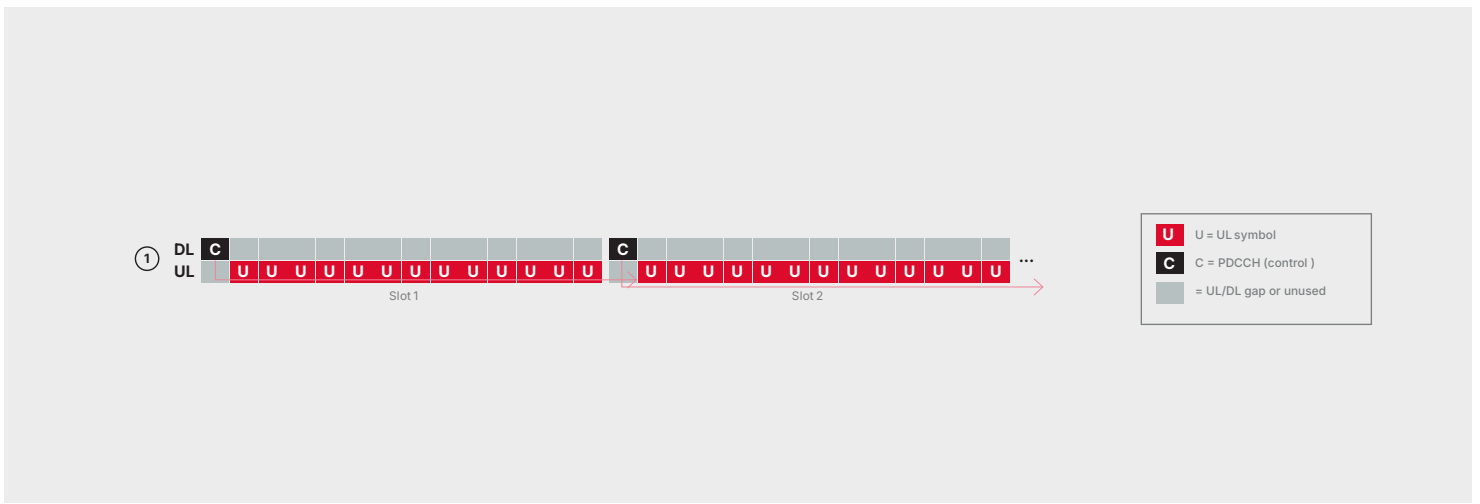 1 DL C C ...
UL U U U U U U U U U U U U U U U U U U U U U U U U U U
Slot 1 Slot 2
U U = UL symbol
C C = PDCCH (control )
= UL/DL gap or unused